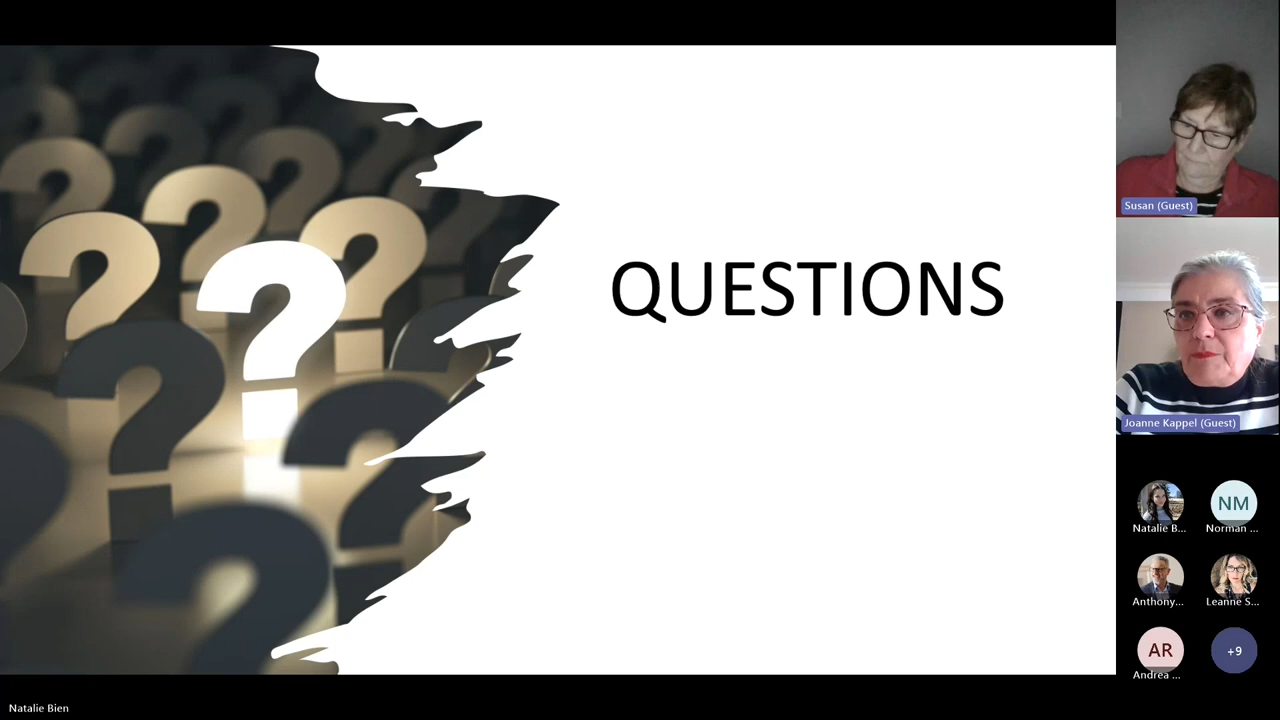 QUESTIONS
Susan (Guest)
Joanne Kappel (Guest)
NM
Natalie B...
Norman ...
Anthony...
Leanne S...
AR
+9
Andrea ...
Natalie Bien